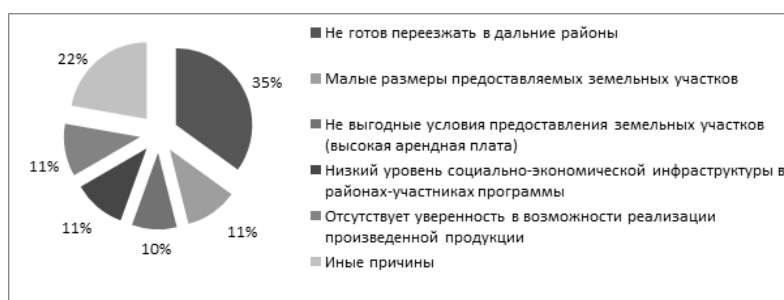 22%
35%
11%
11%
10%
11%
Не готов переезжать в дальние районы
Малые размеры предоставляемых земельных участков
Не выгодные условия предоставления земельных участков
(высокая арендная плата)
Низкий уровень социально-экономической инфраструктуры в
районах-участниках программы
Отсутствует уверенность в возможности реализации
произведенной продукции
Иные причины